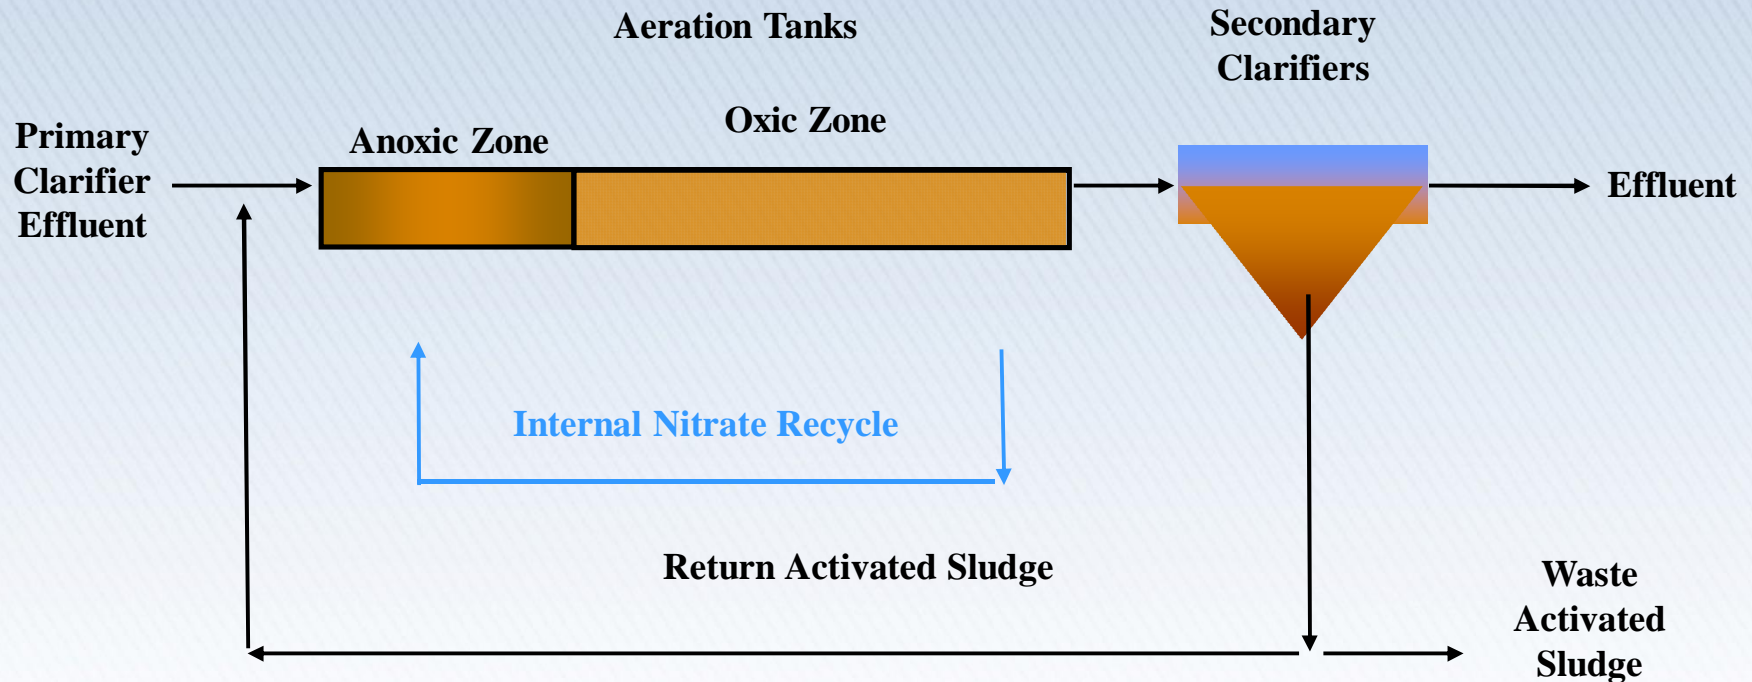 Aeration Tanks
Secondary
Clarifiers
Primary
Clarifier
Effluent
Anoxic Zone
Oxic Zone
Effluent
Internal Nitrate Recycle
Return Activated Sludge
Waste
Activated
Sludge